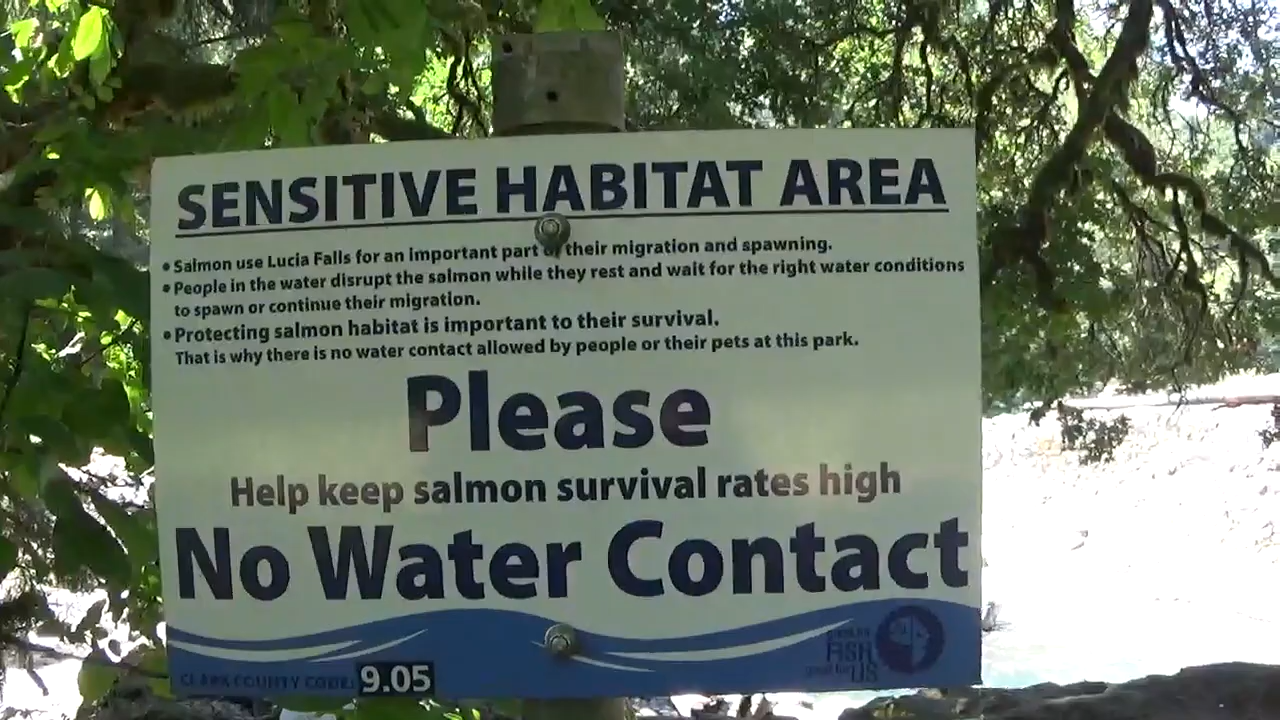 SENSITIVE HABITAT AREA
• Salmon use Lucia Falls for an important part of their migration and spawning.
• People in the water disrupt the salmon while they rest and wait for the right water conditions
to spawn or continue their migration.
• Protecting salmon habitat is important to their survival.
That is why there is no water contact allowed by people or their pets at this park.
Please
Help keep salmon survival rates high
No Water Contact
CLARK COUNTY CODE: 9.05
FISH
good for
US